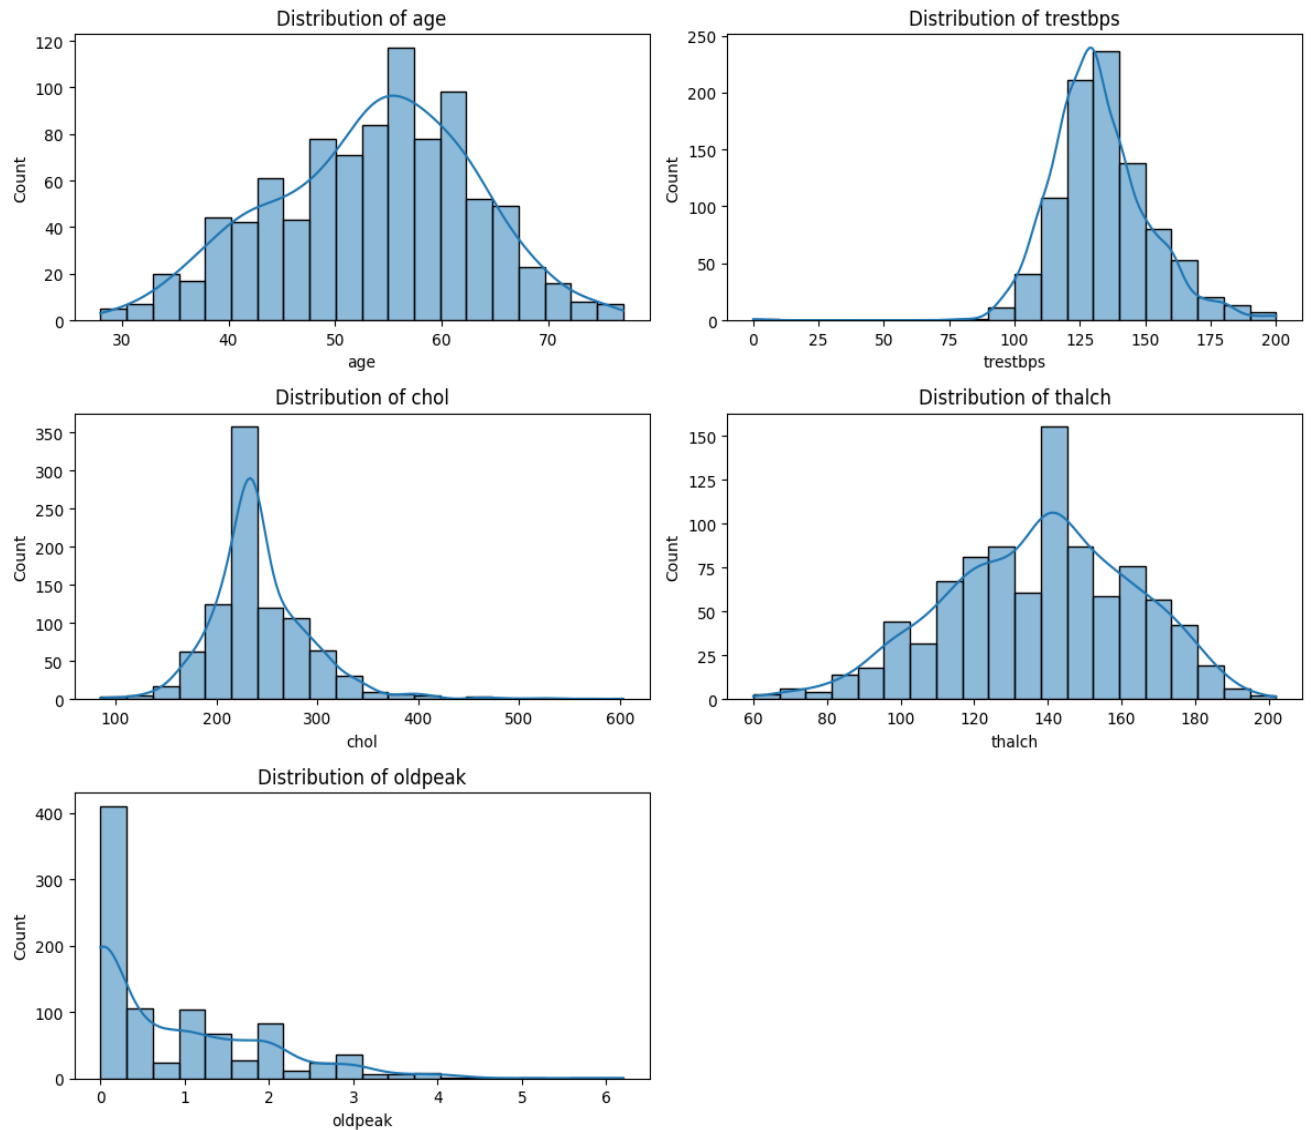 Distribution of age
120
100
80
60
40
20
0
Count
30 40 50 60 70
age
Distribution of trestbps
250
200
150
100
50
0
Count
0 25 50 75 100 125 150 175 200
trestbps
Distribution of chol
350
300
250
200
150
100
50
0
Count
100 200 300 400 500 600
chol
Distribution of thalch
150
125
100
75
50
25
0
Count
60 80 100 120 140 160 180 200
thalch
Distribution of oldpeak
400
300
200
100
0
Count
0 1 2 3 4 5 6
oldpeak